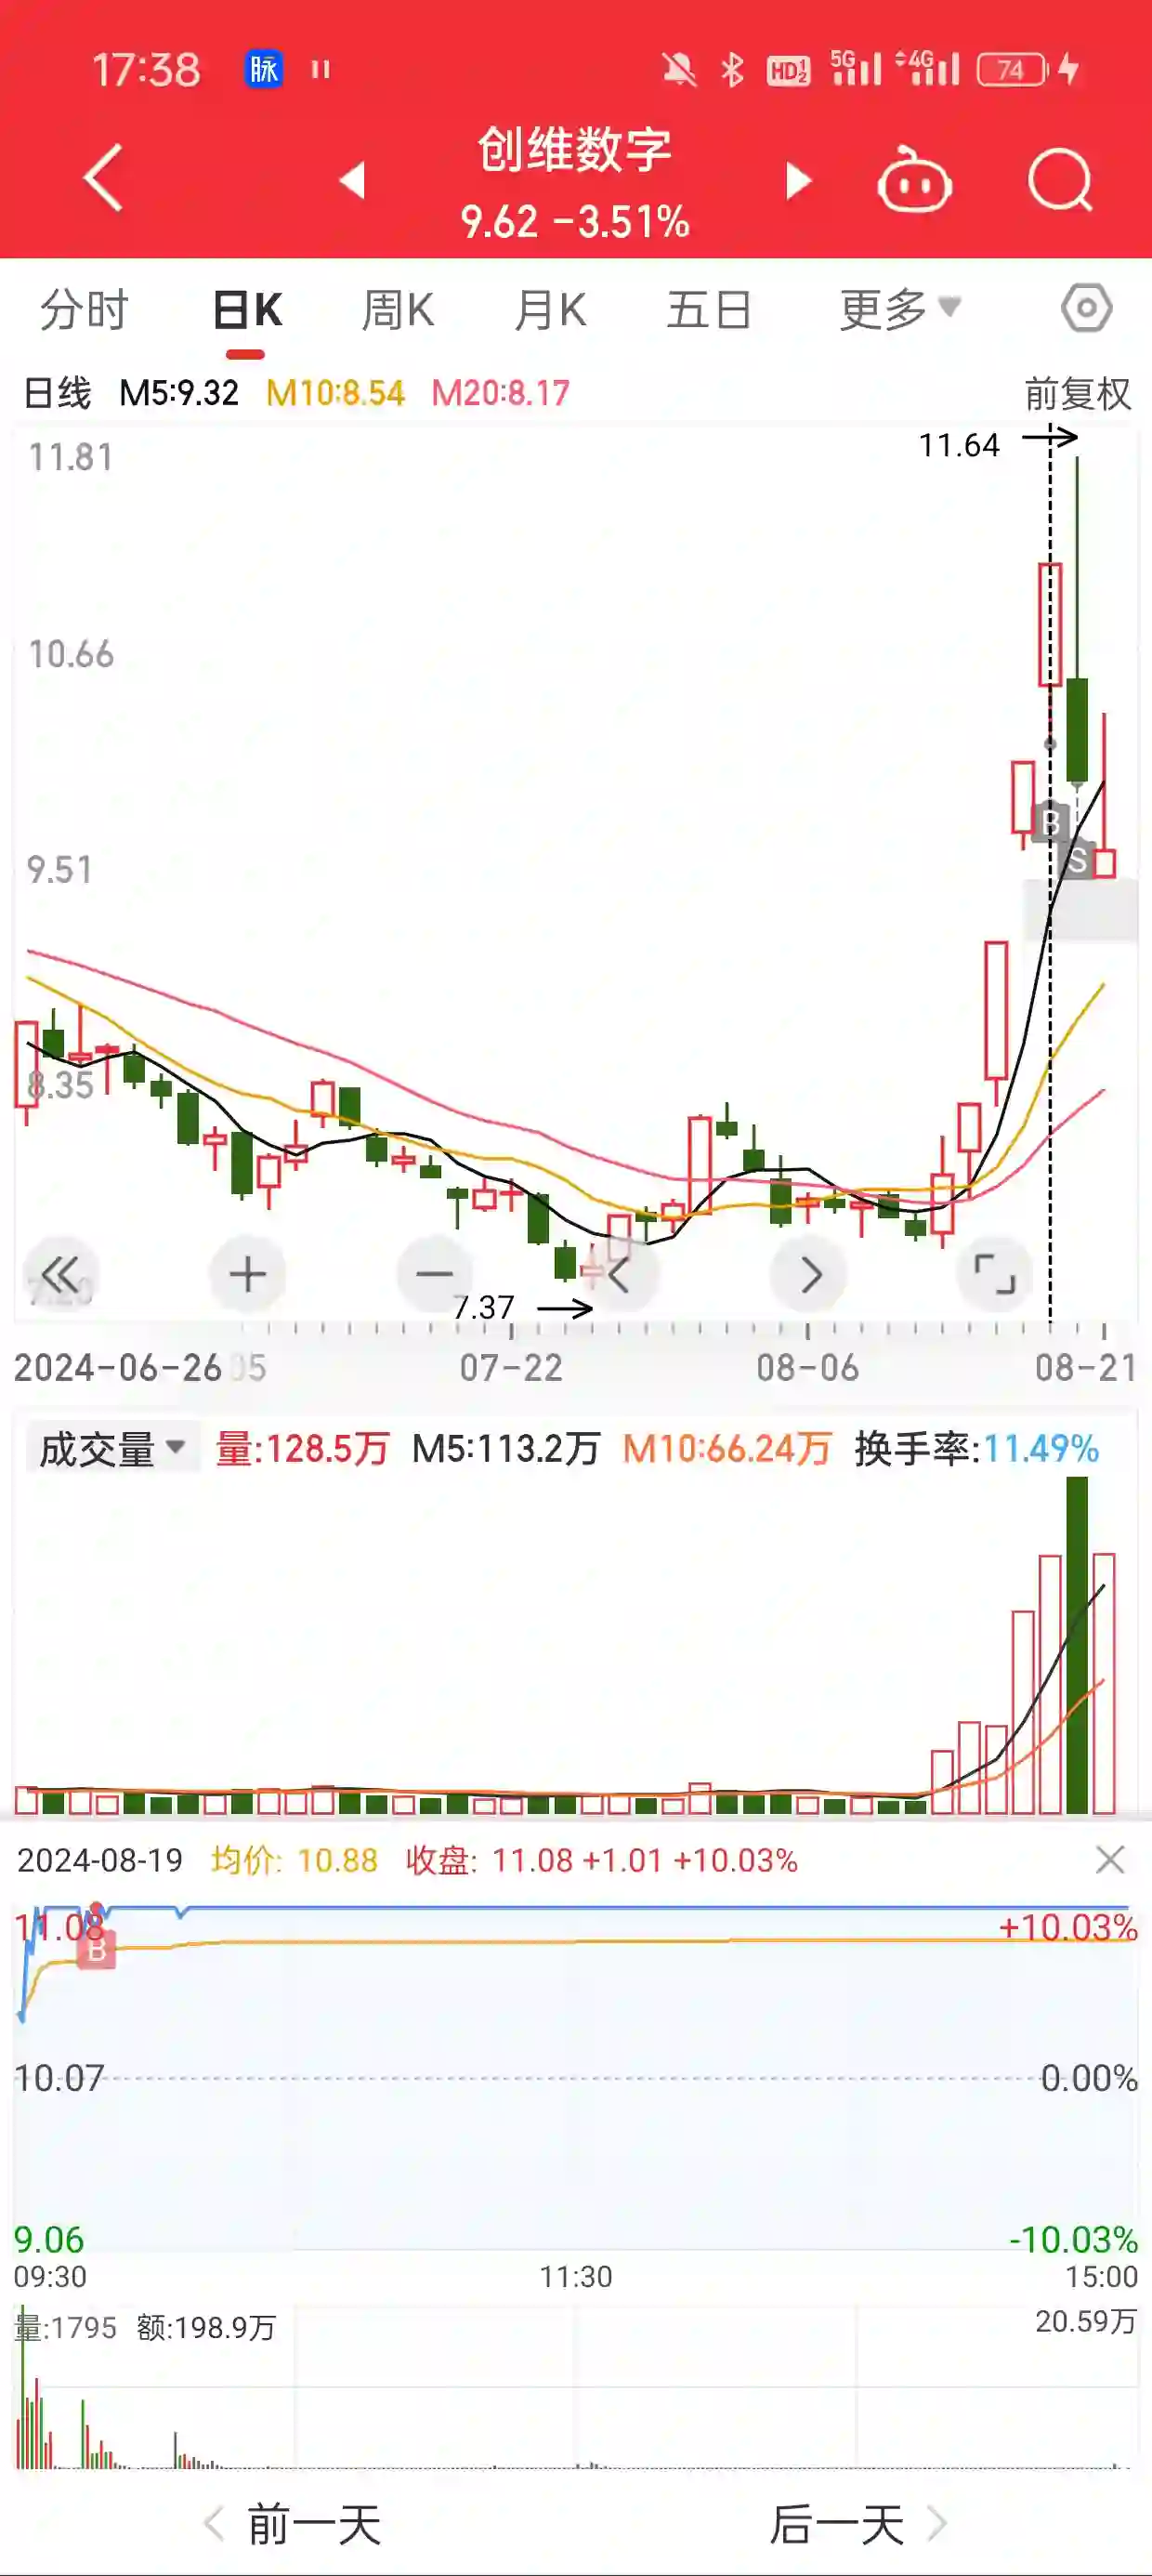 17:38 脉 HD 1 2 5G 4G 74
创维数字
9.62 -3.51%
分时 日K 周K 月K 五日 更多
日线 M5:9.32 M10:8.54 M20:8.17 前复权
11.81
11.64
10.66
B
9.51
S
8.35
7.20
7.37
2024-06-26 05 07-22 08-06 08-21
成交量 量:128.5万 M5:113.2万 M10:66.24万 换手率:11.49%
2024-08-19 均价: 10.88 收盘: 11.08 +1.01 +10.03%
11.08 +10.03%
B
10.07 0.00%
9.06 -10.03%
09:30 11:30 15:00
量:1795 额:198.9万 20.59万
前一天 后一天